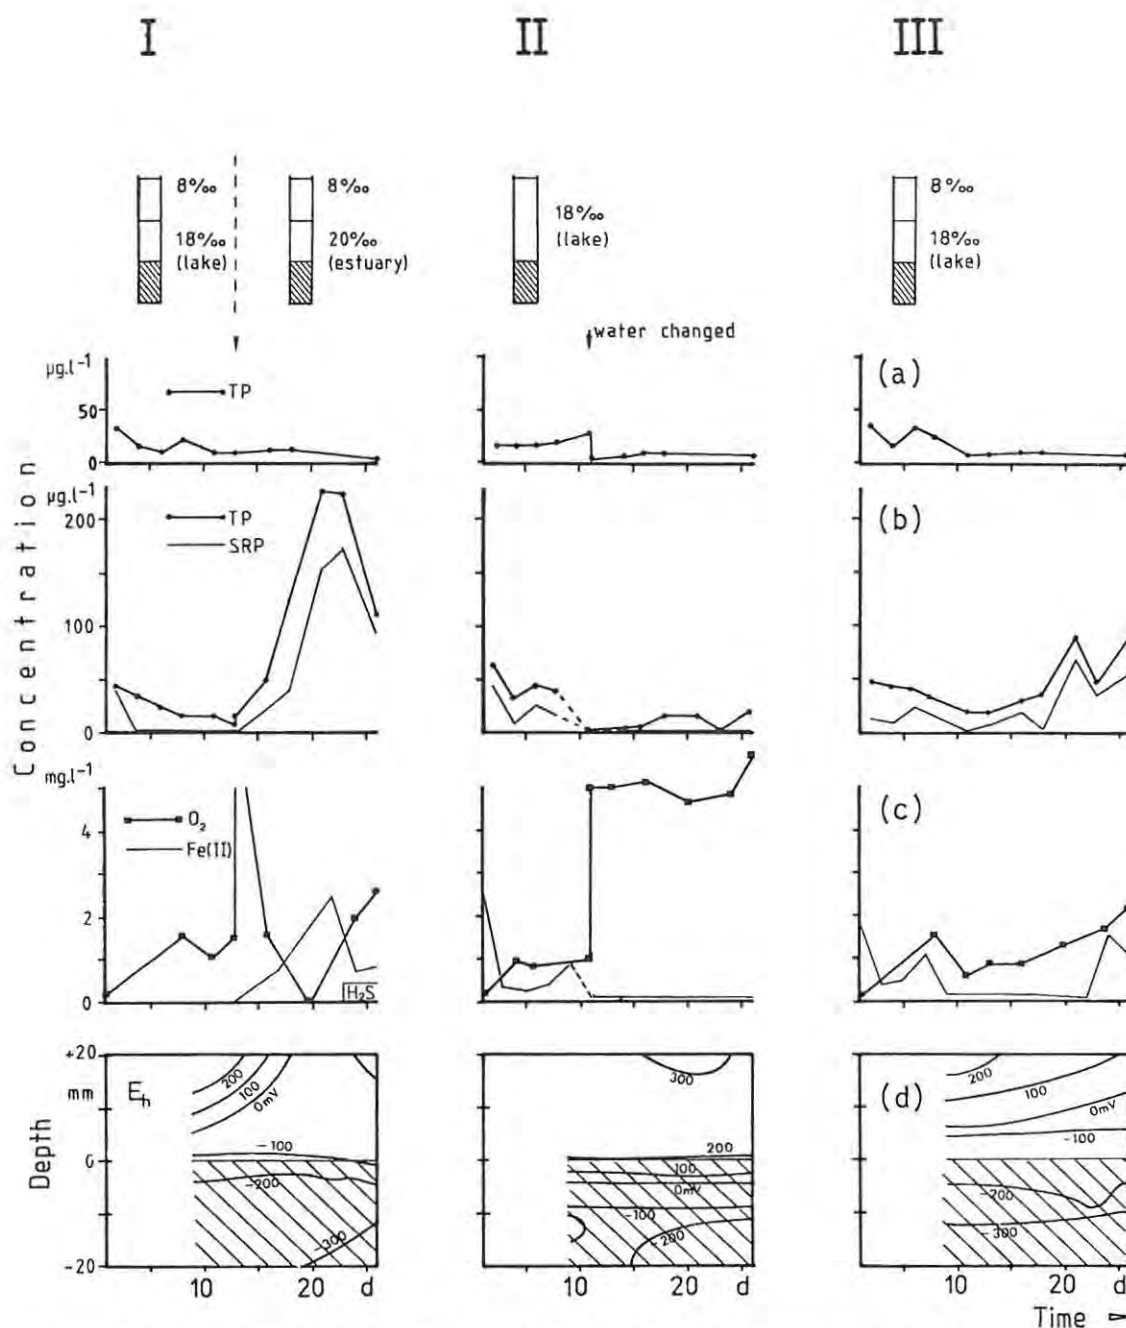 I II III
8‰ 8‰ 8‰
18‰ (lake)
20‰ (estuary)
18‰ (lake)
18‰ (lake)
water changed
µg.l⁻¹
50
0
TP
(a)
µg.l⁻¹
200
100
0
TP
SRP
(b)
Concentration
mg.l⁻¹
4
2
0
O₂
Fe(II)
H₂S
(c)
+20
mm
0
-20
Depth
Eₕ
200
100
0mV
-100
-200
-300
300
200
100
0mV
-100
-200
200
100
0mV
-100
-200
-300
(d)
10 20 d 10 20 d 10 20 d
Time